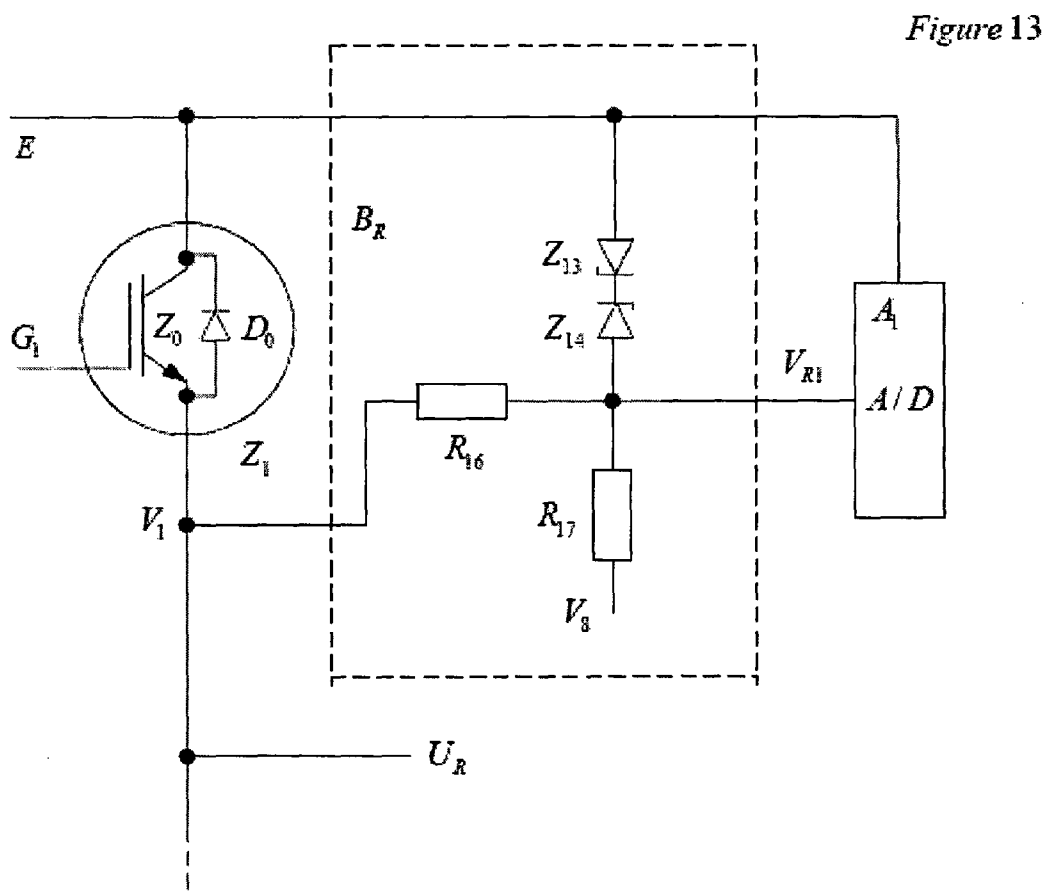 Figure 13
E
B_R
Z_13
G_1
Z_0
D_0
Z_14
A_1
V_R1
A/D
Z_1
R_16
V_1
R_17
V_8
U_R